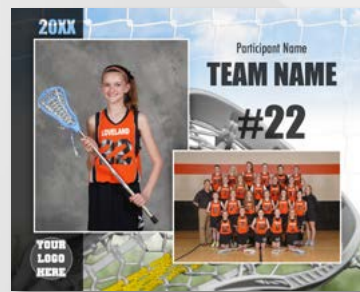 20XX
Participant Name
TEAM NAME
#22
LOVELAND
22
YOUR
LOGO
HERE